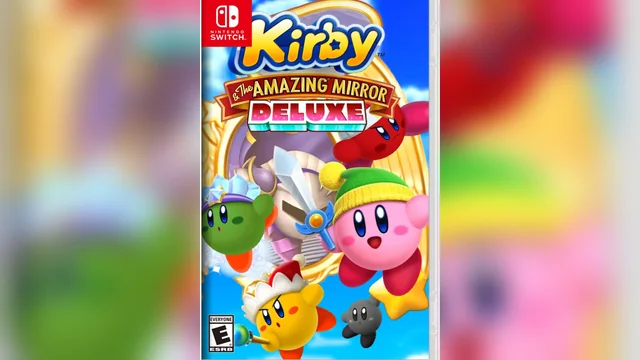 NINTENDO
SWITCH
Kirby
& The AMAZING MIRROR
DELUXE
EVERYONE
E
ESRB